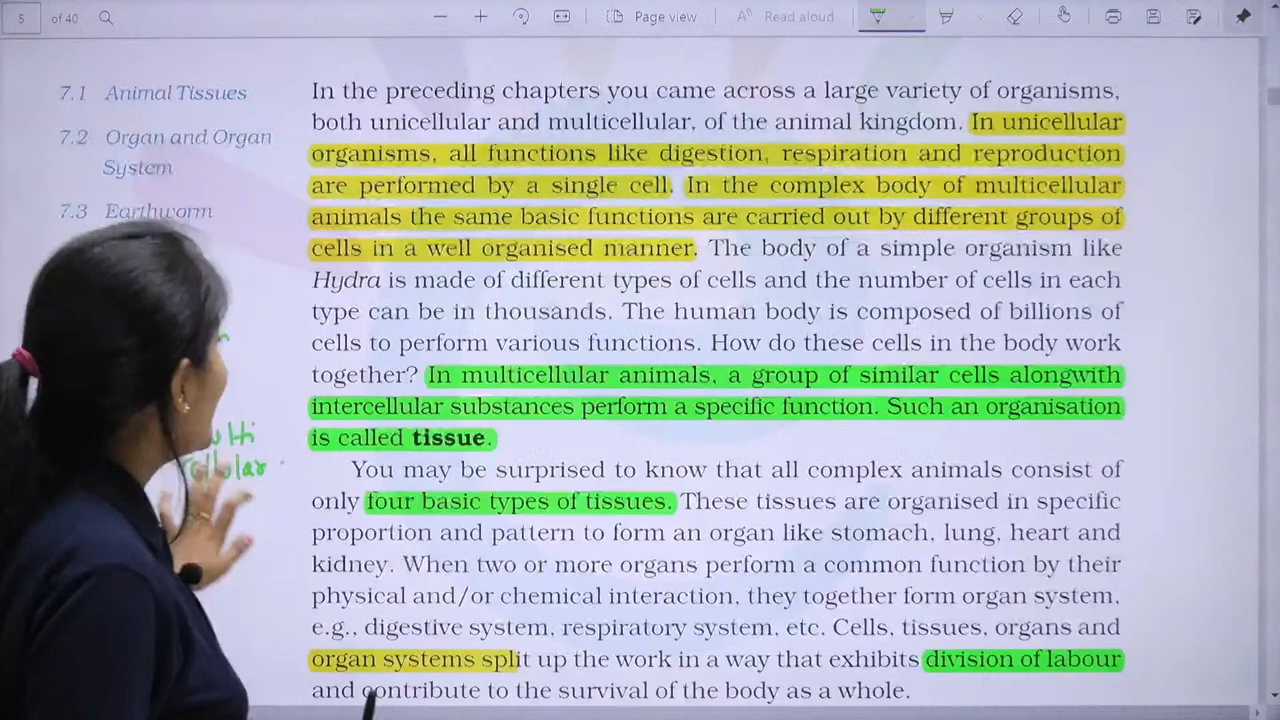 5 of 40 Page view Read aloud
7.1 Animal Tissues
7.2 Organ and Organ
System
7.3 Earthworm
In the preceding chapters you came across a large variety of organisms,
both unicellular and multicellular, of the animal kingdom. In unicellular
organisms, all functions like digestion, respiration and reproduction
are performed by a single cell. In the complex body of multicellular
animals the same basic functions are carried out by different groups of
cells in a well organised manner. The body of a simple organism like
Hydra is made of different types of cells and the number of cells in each
type can be in thousands. The human body is composed of billions of
cells to perform various functions. How do these cells in the body work
together? In multicellular animals, a group of similar cells alongwith
intercellular substances perform a specific function. Such an organisation
is called tissue.
You may be surprised to know that all complex animals consist of
only four basic types of tissues. These tissues are organised in specific
proportion and pattern to form an organ like stomach, lung, heart and
kidney. When two or more organs perform a common function by their
physical and/or chemical interaction, they together form organ system,
e.g., digestive system, respiratory system, etc. Cells, tissues, organs and
organ systems split up the work in a way that exhibits division of labour
and contribute to the survival of the body as a whole.